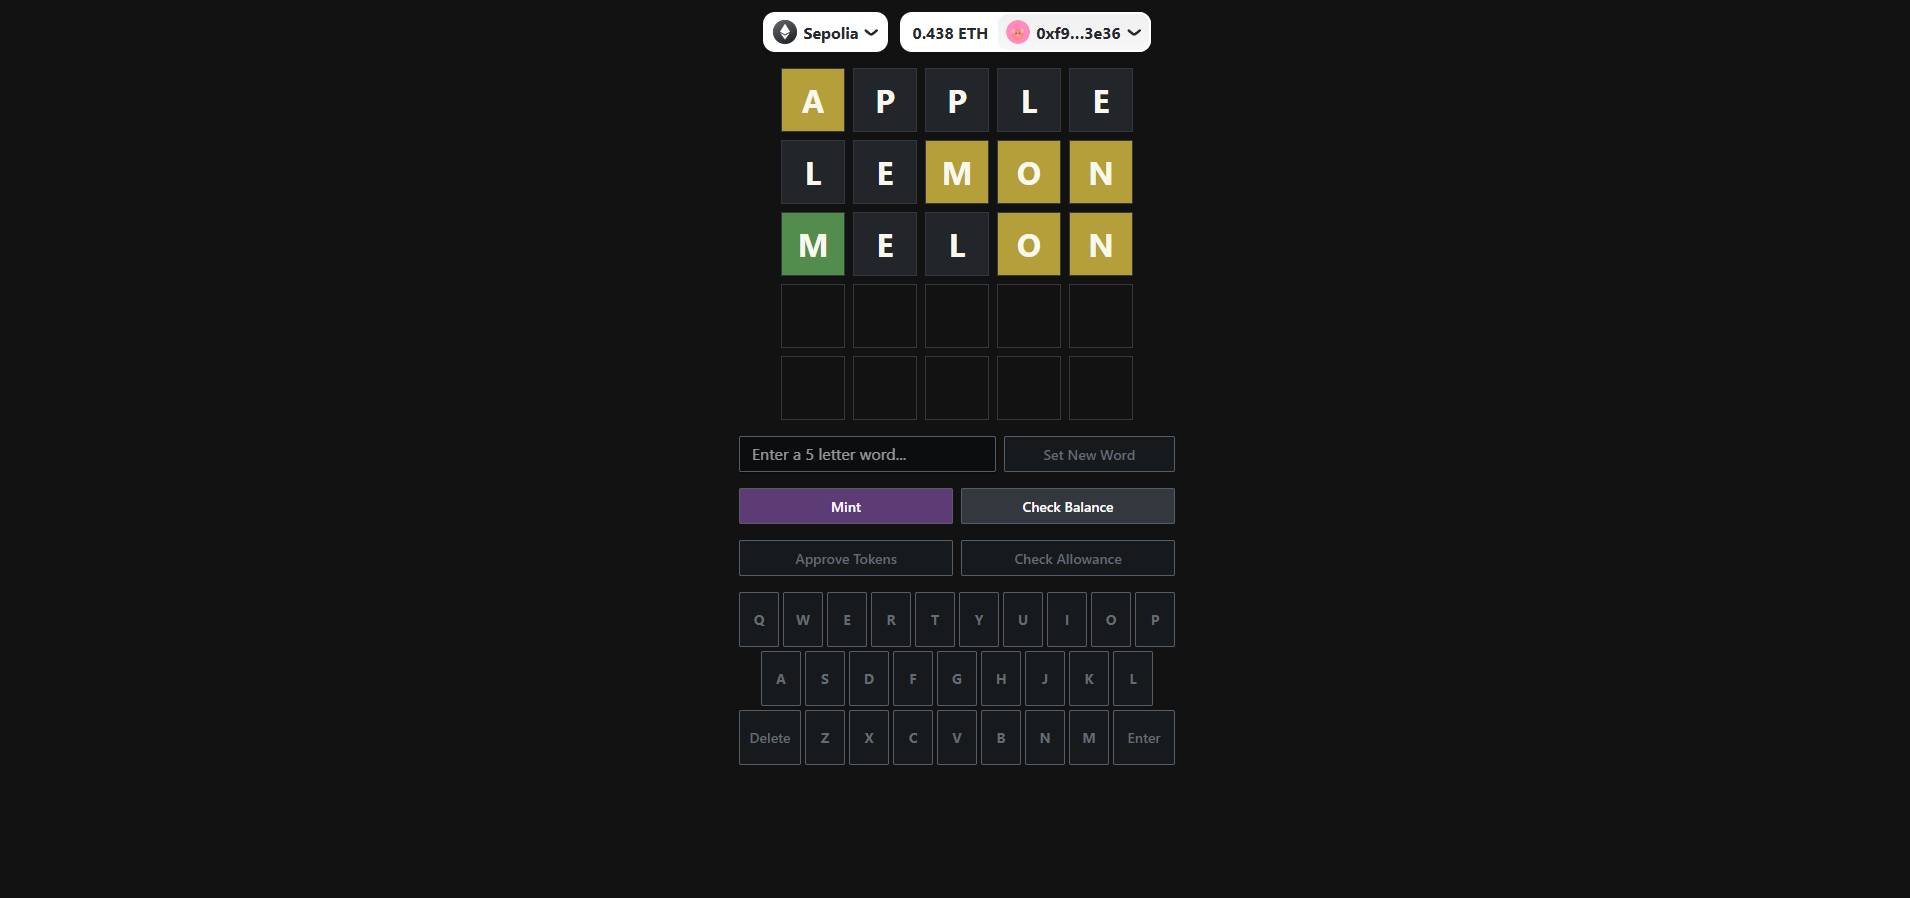 Sepolia 0.438 ETH 0xf9...3e36
A P P L E
L E M O N
M E L O N
Enter a 5 letter word... Set New Word
Mint Check Balance
Approve Tokens Check Allowance
Q W E R T Y U I O P
A S D F G H J K L
Delete Z X C V B N M Enter